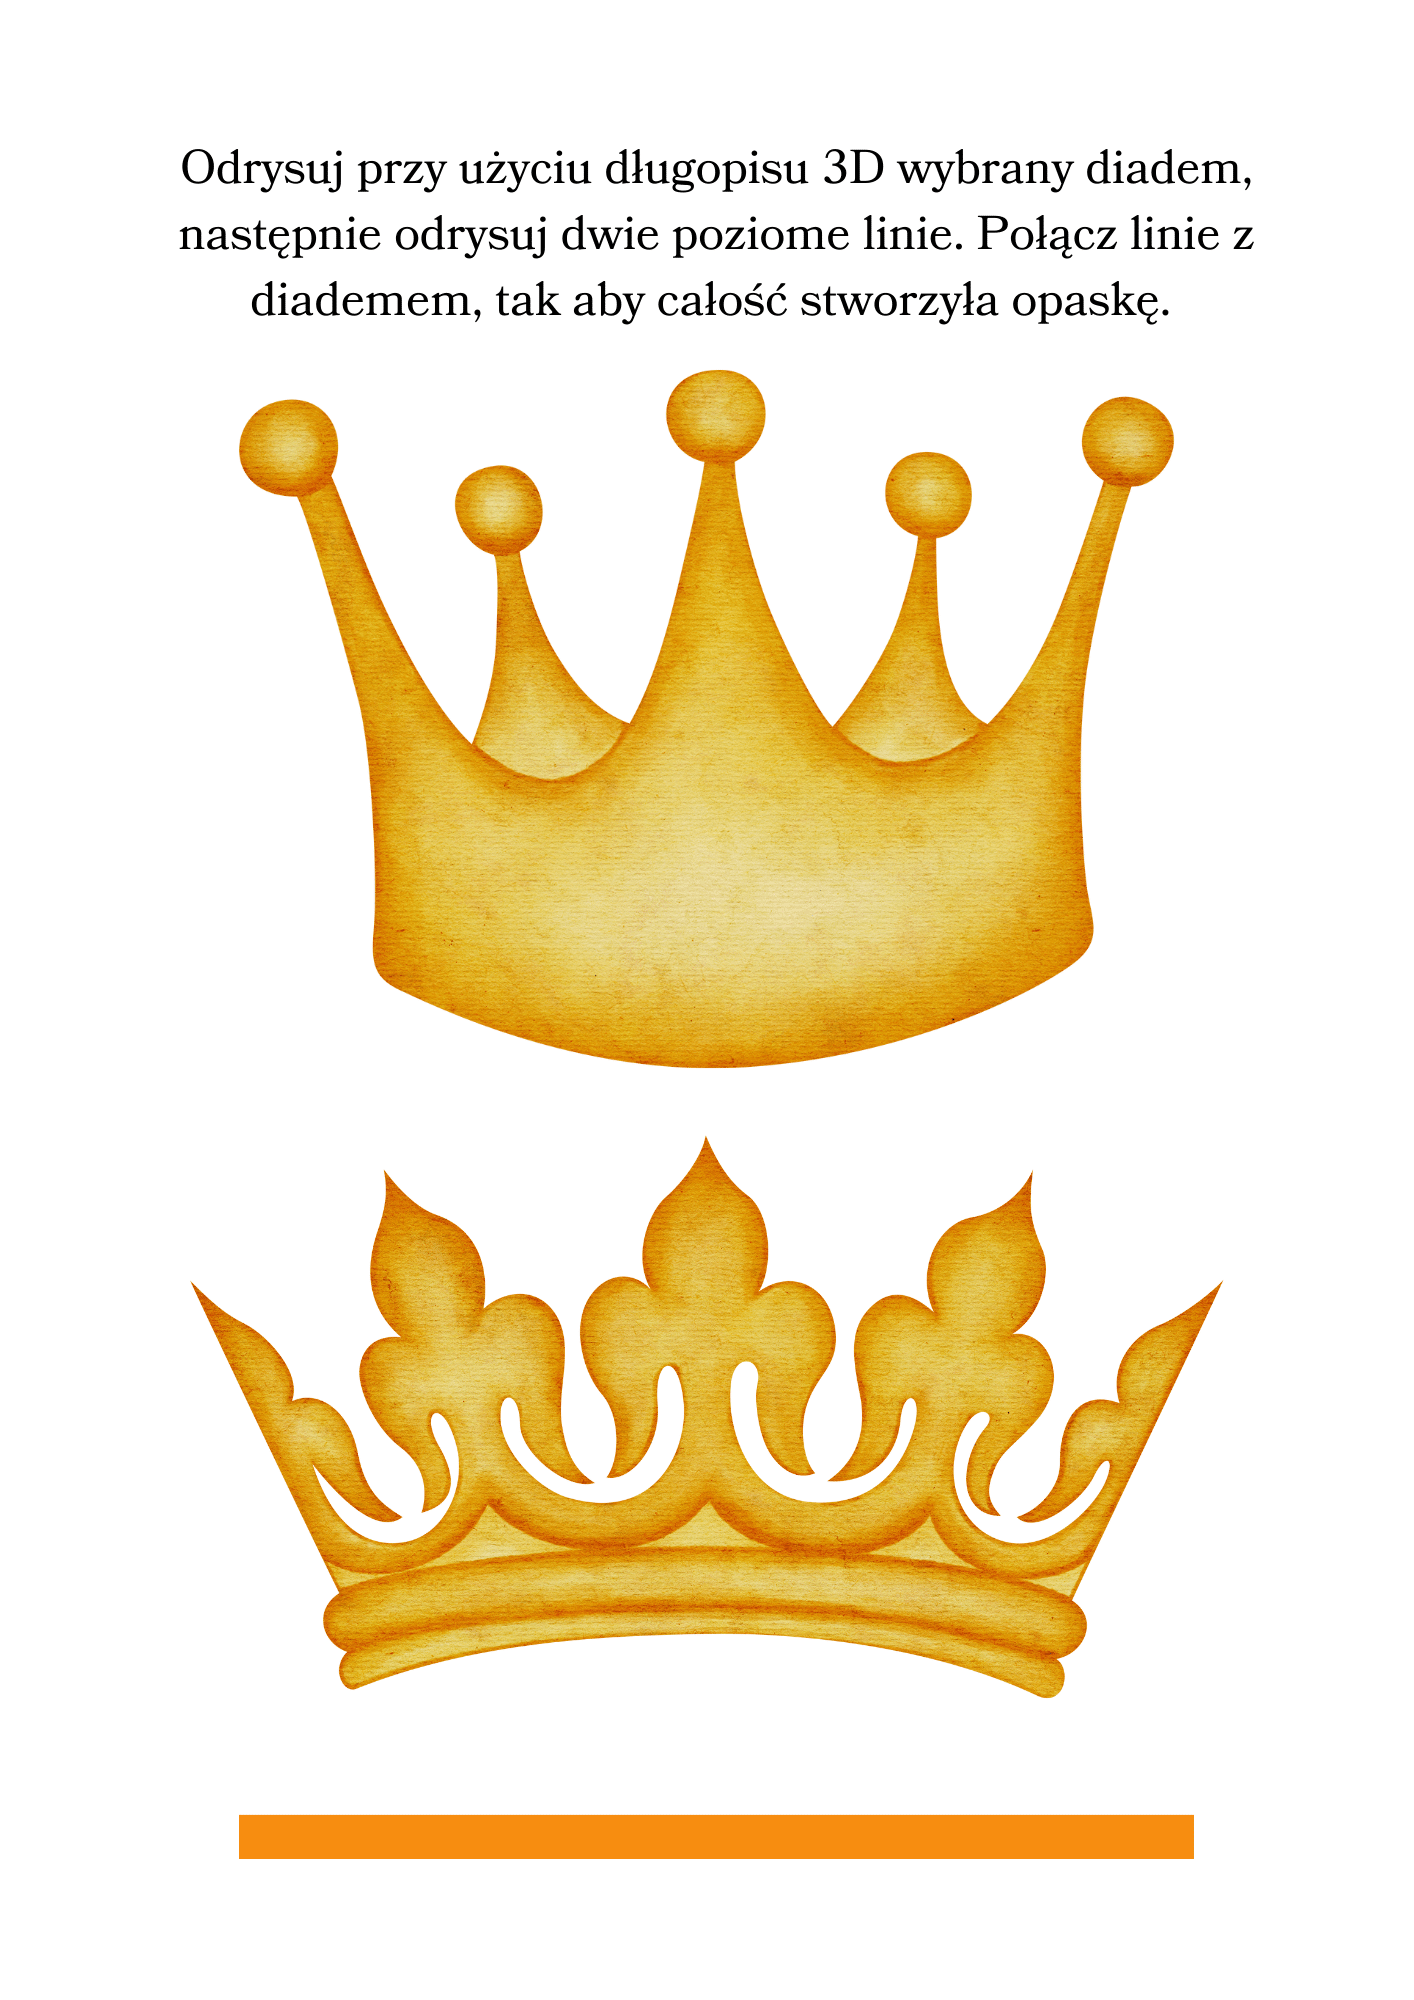 Odrysuj przy użyciu długopisu 3D wybrany diadem,
następnie odrysuj dwie poziome linie. Połącz linie z
diademem, tak aby całość stworzyła opaskę.